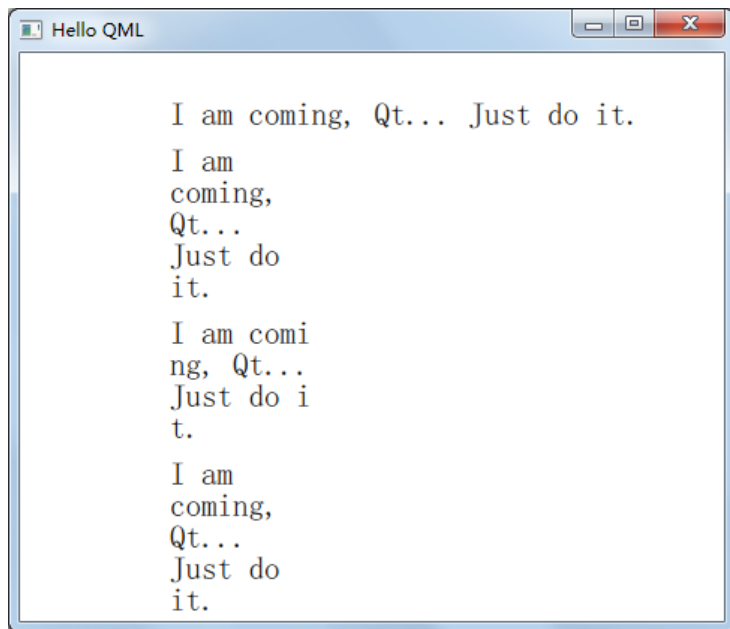 Hello QML
I am coming, Qt... Just do it.
I am
coming,
Qt...
Just do
it.
I am comi
ng, Qt...
Just do i
t.
I am
coming,
Qt...
Just do
it.